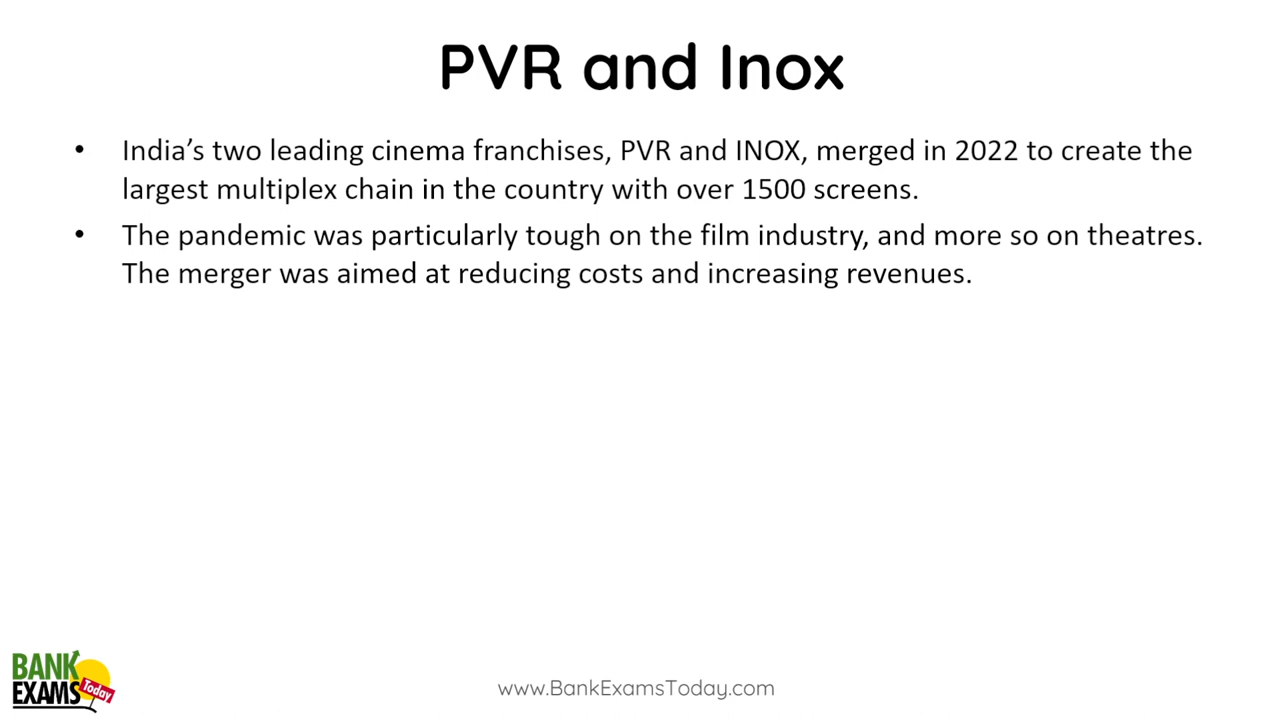 PVR and Inox
• India’s two leading cinema franchises, PVR and INOX, merged in 2022 to create the
largest multiplex chain in the country with over 1500 screens.
• The pandemic was particularly tough on the film industry, and more so on theatres.
The merger was aimed at reducing costs and increasing revenues.
BANK
EXAMS Today
www.BankExamsToday.com